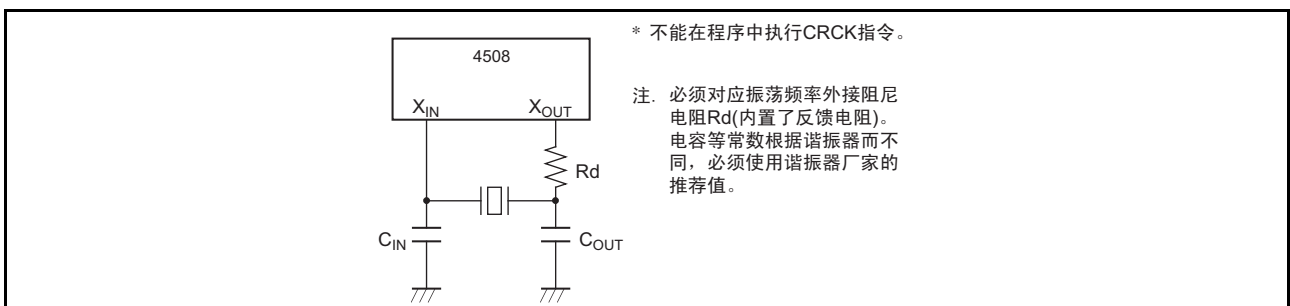 4508
XIN
XOUT
Rd
CIN
COUT
* 不能在程序中执行CRCK指令。
注. 必须对应振荡频率外接阻尼
电阻Rd(内置了反馈电阻)。
电容等常数根据谐振器而不
同，必须使用谐振器厂家的
推荐值。